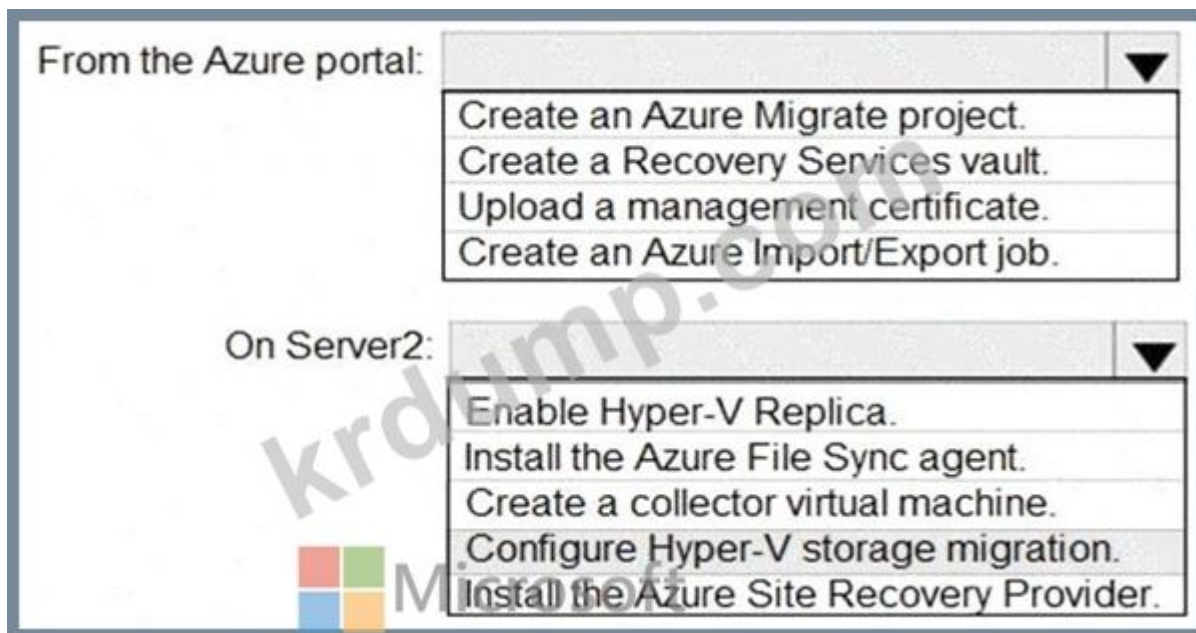 From the Azure portal:
Create an Azure Migrate project.
Create a Recovery Services vault.
Upload a management certificate.
Create an Azure Import/Export job.
On Server2:
Enable Hyper-V Replica.
Install the Azure File Sync agent.
Create a collector virtual machine.
Configure Hyper-V storage migration.
Install the Azure Site Recovery Provider.
krdump.com
Microsoft